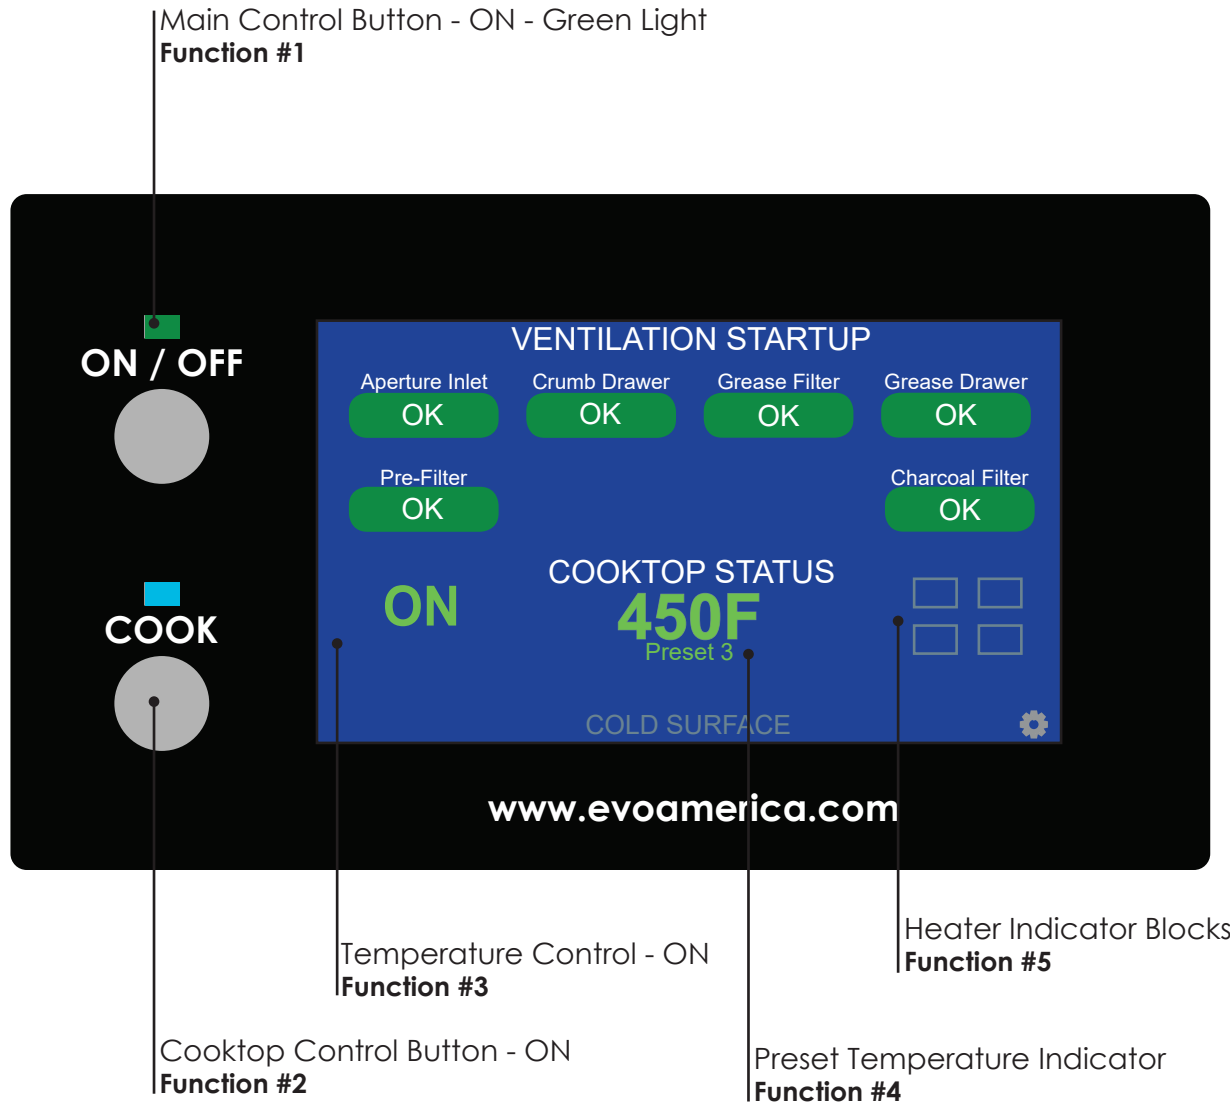 Main Control Button - ON - Green Light
Function #1
ON / OFF
COOK
VENTILATION STARTUP
Aperture Inlet
OK
Crumb Drawer
OK
Grease Filter
OK
Grease Drawer
OK
Pre-Filter
OK
Charcoal Filter
OK
COOKTOP STATUS
ON
450F
Preset 3
COLD SURFACE
www.evoamerica.com
Heater Indicator Blocks
Function #5
Temperature Control - ON
Function #3
Cooktop Control Button - ON
Function #2
Preset Temperature Indicator
Function #4